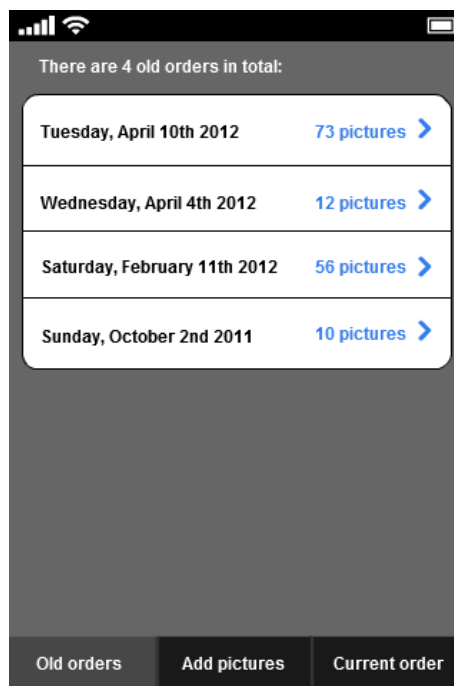 There are 4 old orders in total:
Tuesday, April 10th 2012 73 pictures
Wednesday, April 4th 2012 12 pictures
Saturday, February 11th 2012 56 pictures
Sunday, October 2nd 2011 10 pictures
Old orders Add pictures Current order